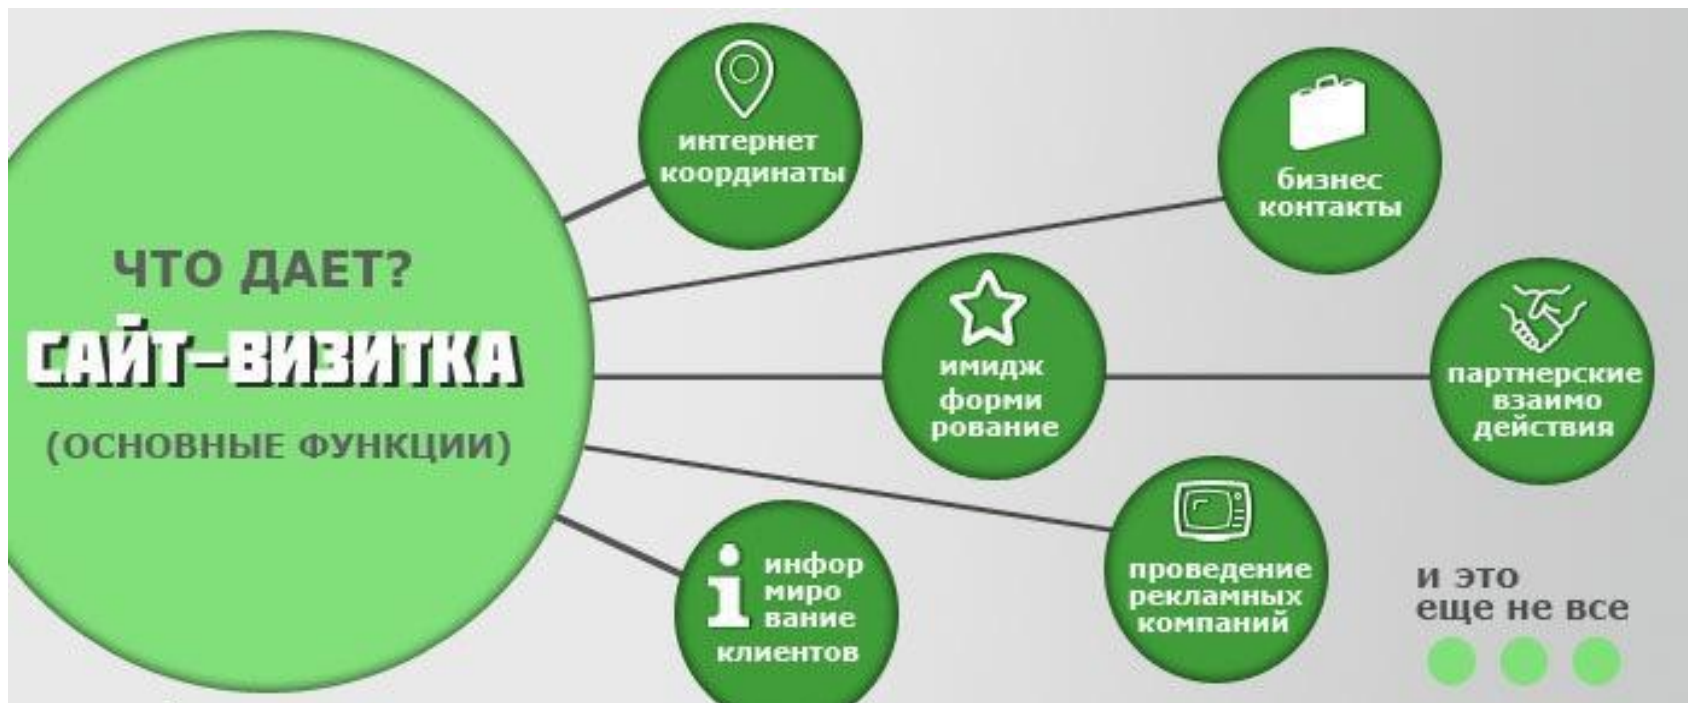 ЧТО ДАЕТ?
САЙТ-ВИЗИТКА
(ОСНОВНЫЕ ФУНКЦИИ)
интернет
координаты
бизнес
контакты
имидж
форми
рование
партнерские
взаимо
действия
проведение
рекламных
компаний
инфор
миро
вание
клиентов
и это
еще не все